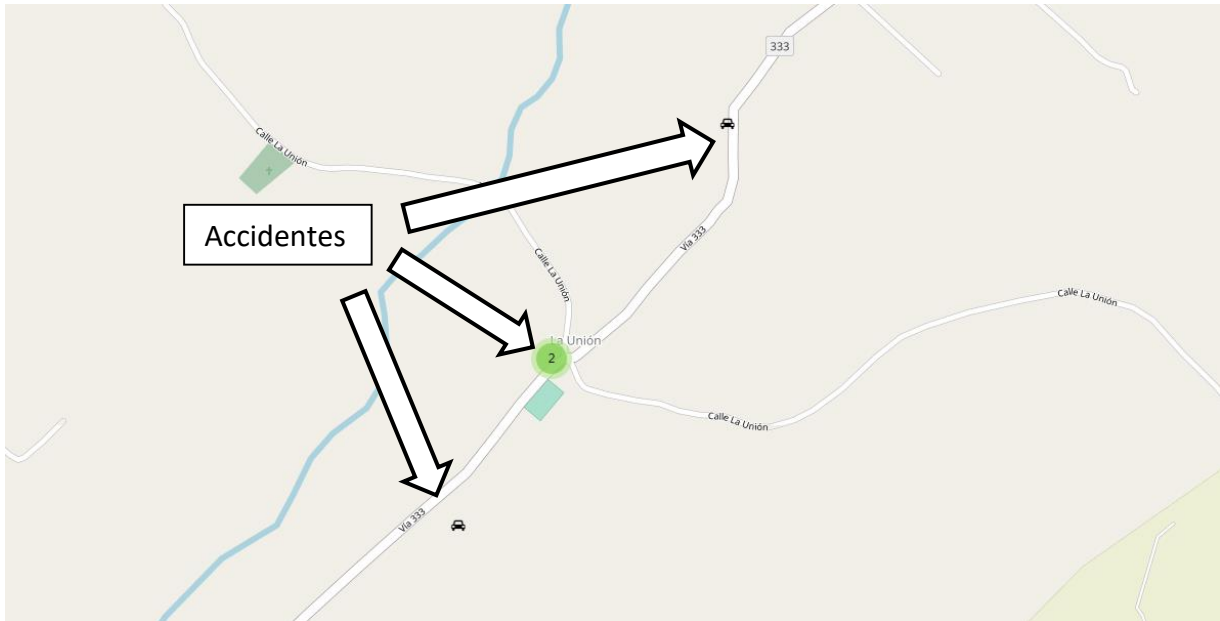 333
Calle La Unión
Accidentes
Vía 333
Calle La Unión
Calle La Unión
La Unión
2
Calle La Unión
Vía 333